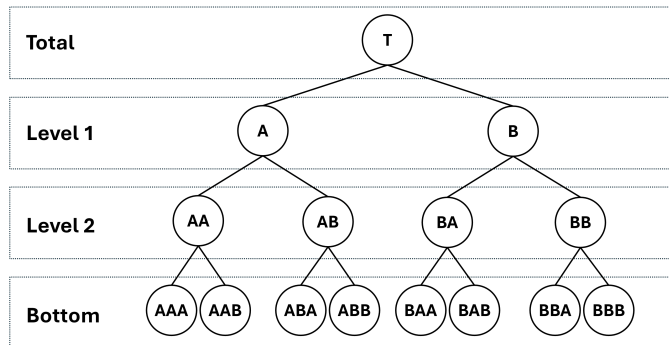 Total T
Level 1 A B
Level 2 AA AB BA BB
Bottom AAA AAB ABA ABB BAA BAB BBA BBB